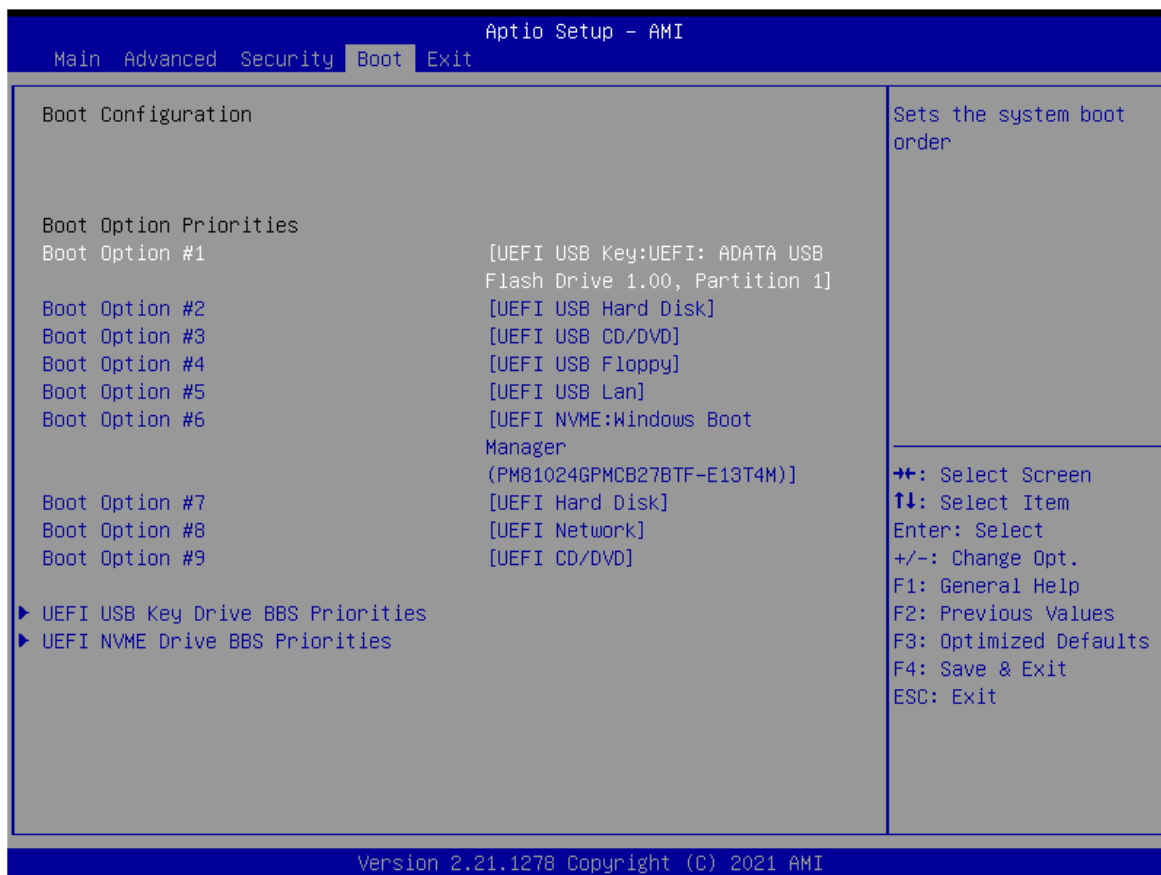 Aptio Setup - AMI
Main Advanced Security Boot Exit
Boot Configuration
Boot Option Priorities
Boot Option #1 [UEFI USB Key:UEFI: ADATA USB
Flash Drive 1.00, Partition 1]
Boot Option #2 [UEFI USB Hard Disk]
Boot Option #3 [UEFI USB CD/DVD]
Boot Option #4 [UEFI USB Floppy]
Boot Option #5 [UEFI USB Lan]
Boot Option #6 [UEFI NVME:Windows Boot
Manager
(PM81024GPMCB27BTF-E13T4M)]
Boot Option #7 [UEFI Hard Disk]
Boot Option #8 [UEFI Network]
Boot Option #9 [UEFI CD/DVD]
UEFI USB Key Drive BBS Priorities
UEFI NVME Drive BBS Priorities
Sets the system boot
order
→←: Select Screen
↑↓: Select Item
Enter: Select
+/-: Change Opt.
F1: General Help
F2: Previous Values
F3: Optimized Defaults
F4: Save & Exit
ESC: Exit
Version 2.21.1278 Copyright (C) 2021 AMI